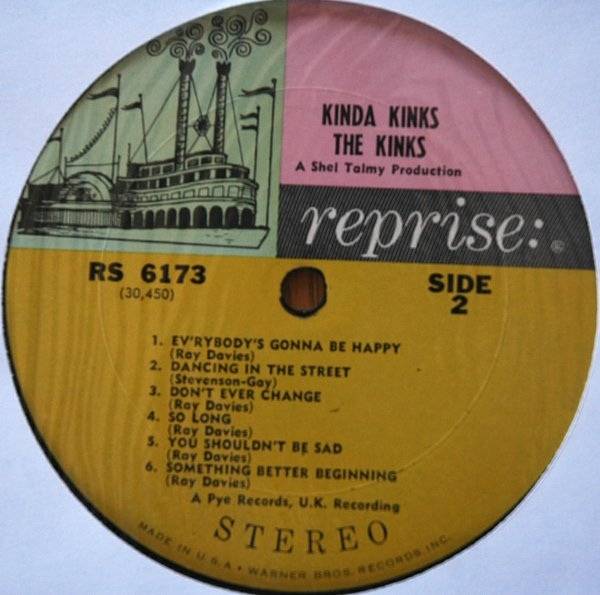 KINDA KINKS
THE KINKS
A Shel Talmy Production
reprise:
RS 6173
(30,450)
SIDE
2
1. EV'RYBODY'S GONNA BE HAPPY
(Ray Davies)
2. DANCING IN THE STREET
(Stevenson-Gay)
3. DON'T EVER CHANGE
(Ray Davies)
4. SO LONG
(Ray Davies)
5. YOU SHOULDN'T BE SAD
(Ray Davies)
6. SOMETHING BETTER BEGINNING
(Ray Davies)
A Pye Records, U.K. Recording
STEREO
MADE IN U.S.A • WARNER BROS. RECORDS INC.